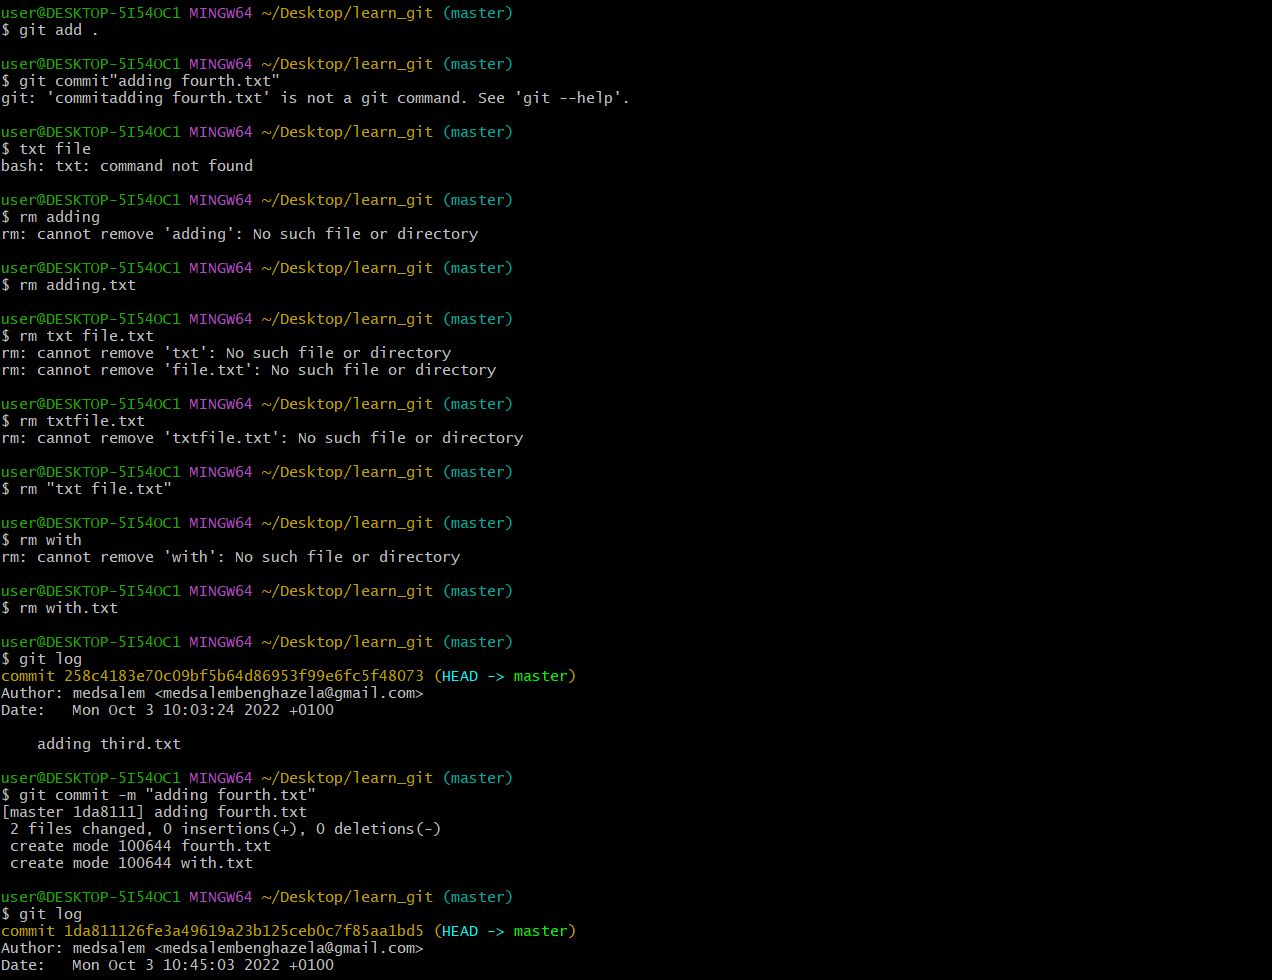 user@DESKTOP-5I54OC1 MINGW64 ~/Desktop/learn_git (master)
$ git add .
user@DESKTOP-5I54OC1 MINGW64 ~/Desktop/learn_git (master)
$ git commit"adding fourth.txt"
git: 'commitadding fourth.txt' is not a git command. See 'git --help'.
user@DESKTOP-5I54OC1 MINGW64 ~/Desktop/learn_git (master)
$ txt file
bash: txt: command not found
user@DESKTOP-5I54OC1 MINGW64 ~/Desktop/learn_git (master)
$ rm adding
rm: cannot remove 'adding': No such file or directory
user@DESKTOP-5I54OC1 MINGW64 ~/Desktop/learn_git (master)
$ rm adding.txt
user@DESKTOP-5I54OC1 MINGW64 ~/Desktop/learn_git (master)
$ rm txt file.txt
rm: cannot remove 'txt': No such file or directory
rm: cannot remove 'file.txt': No such file or directory
user@DESKTOP-5I54OC1 MINGW64 ~/Desktop/learn_git (master)
$ rm txtfile.txt
rm: cannot remove 'txtfile.txt': No such file or directory
user@DESKTOP-5I54OC1 MINGW64 ~/Desktop/learn_git (master)
$ rm "txt file.txt"
user@DESKTOP-5I54OC1 MINGW64 ~/Desktop/learn_git (master)
$ rm with
rm: cannot remove 'with': No such file or directory
user@DESKTOP-5I54OC1 MINGW64 ~/Desktop/learn_git (master)
$ rm with.txt
user@DESKTOP-5I54OC1 MINGW64 ~/Desktop/learn_git (master)
$ git log
commit 258c4183e70c09bf5b64d86953f99e6fc5f48073 (HEAD -> master)
Author: medsalem <medsalembenghazela@gmail.com>
Date:   Mon Oct 3 10:03:24 2022 +0100
    adding third.txt
user@DESKTOP-5I54OC1 MINGW64 ~/Desktop/learn_git (master)
$ git commit -m "adding fourth.txt"
[master 1da8111] adding fourth.txt
 2 files changed, 0 insertions(+), 0 deletions(-)
 create mode 100644 fourth.txt
 create mode 100644 with.txt
user@DESKTOP-5I54OC1 MINGW64 ~/Desktop/learn_git (master)
$ git log
commit 1da811126fe3a49619a23b125ceb0c7f85aa1bd5 (HEAD -> master)
Author: medsalem <medsalembenghazela@gmail.com>
Date:   Mon Oct 3 10:45:03 2022 +0100